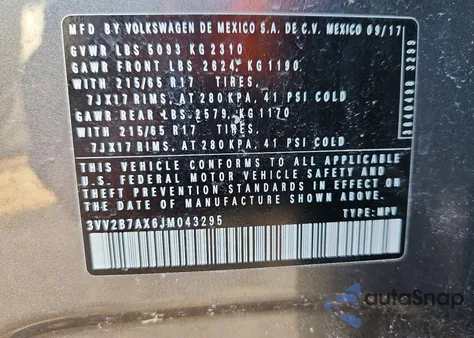 MFD BY VOLKSWAGEN DE MEXICO S.A. DE C.V. MEXICO 09/17
GVWR LBS 5093 KG 2310
GAWR FRONT LBS 2624, KG 1190
WITH 215/65 R17 TIRES,
7JX17 RIMS, AT 280 KPA, 41 PSI COLD
GAWR REAR LBS 2579, KG 1170
WITH 215/65 R17 TIRES,
7JX17 RIMS, AT 280 KPA, 41 PSI COLD
THIS VEHICLE CONFORMS TO ALL APPLICABLE
U.S. FEDERAL MOTOR VEHICLE SAFETY AND
THEFT PREVENTION STANDARDS IN EFFECT ON
THE DATE OF MANUFACTURE SHOWN ABOVE.
3VV2B7AX6JM043295 TYPE: MPV
3299
autoSnap